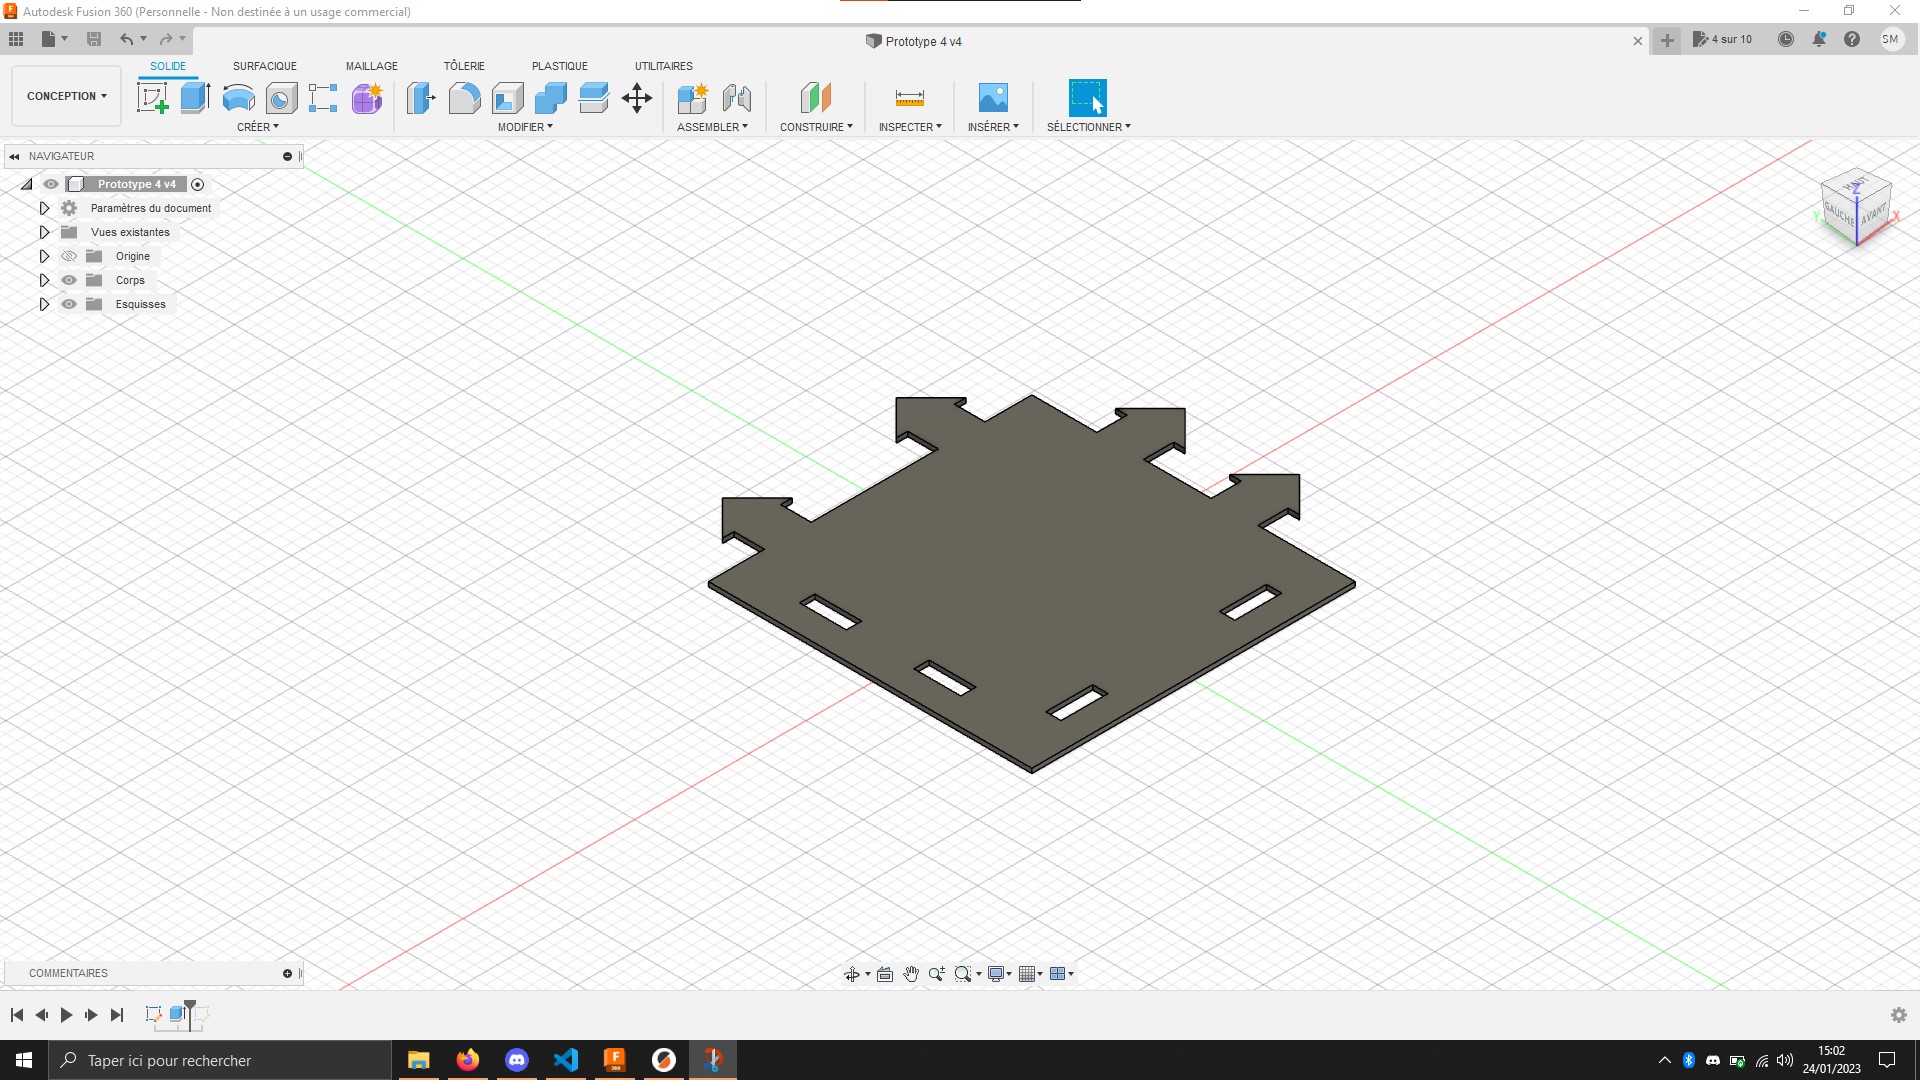 Autodesk Fusion 360 (Personnelle - Non destinée à un usage commercial)
Prototype 4 v4
4 sur 10
SM
SOLIDE SURFACIQUE MAILLAGE TÔLERIE PLASTIQUE UTILITAIRES
CONCEPTION
CRÉER MODIFIER ASSEMBLER CONSTRUIRE INSPECTER INSÉRER SÉLECTIONNER
NAVIGATEUR
Prototype 4 v4
Paramètres du document
Vues existantes
Origine
Corps
Esquisses
HAUT
Z
GAUCHE
AVANT
Y
X
COMMENTAIRES
Taper ici pour rechercher
F
360
15:02
24/01/2023